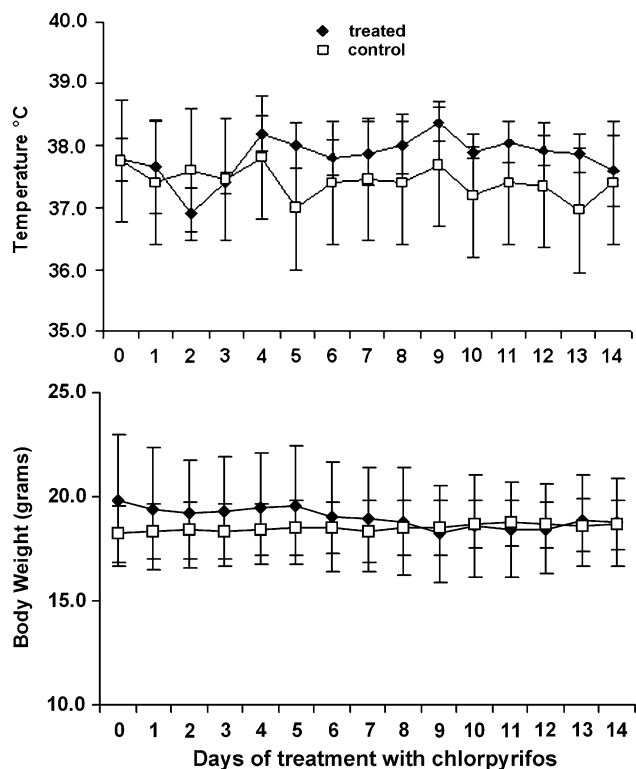 40.0
treated
control
39.0
38.0
37.0
36.0
35.0
Temperature °C
0 1 2 3 4 5 6 7 8 9 10 11 12 13 14
25.0
20.0
15.0
10.0
Body Weight (grams)
0 1 2 3 4 5 6 7 8 9 10 11 12 13 14
Days of treatment with chlorpyrifos